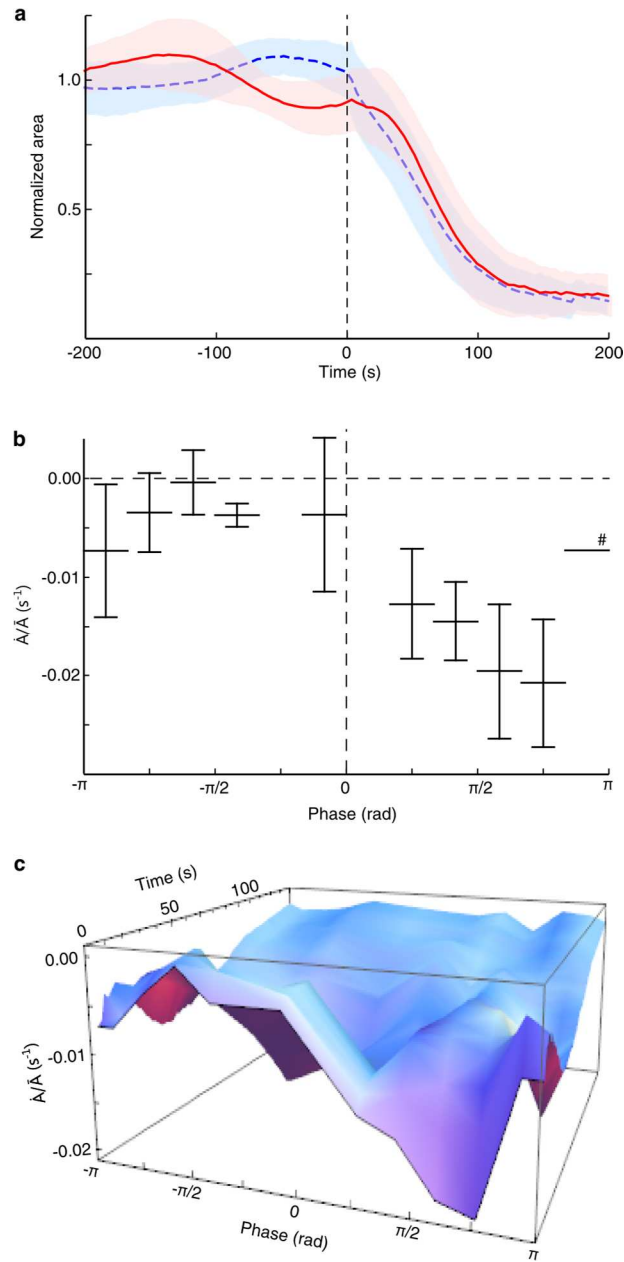 a
1.0
0.5
Normalized area
-200
-100
0
100
200
Time (s)
b
0.00
-0.01
-0.02
Ȧ/Ā (s⁻¹)
#
-π
-π/2
0
π/2
π
Phase (rad)
c
Time (s)
0
50
100
0.00
-0.01
-0.02
Ȧ/Ā (s⁻¹)
-π
-π/2
0
π/2
π
Phase (rad)